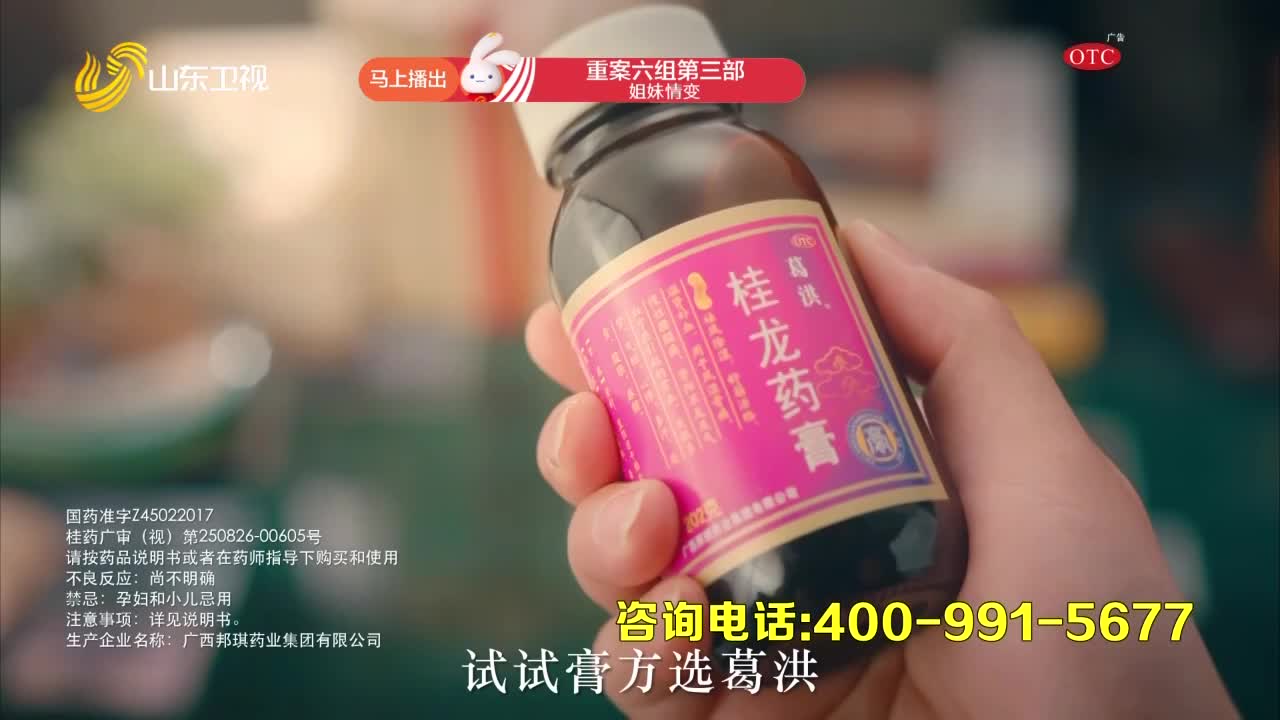 山东卫视
马上播出
重案六组第三部
姐妹情变
广告
OTC
OTC
葛洪
桂龙药膏
202克
国药准字Z45022017
桂药广审（视）第250826-00605号
请按药品说明书或者在药师指导下购买和使用
不良反应：尚不明确
禁忌：孕妇和小儿忌用
注意事项：详见说明书。
生产企业名称：广西邦琪药业集团有限公司
咨询电话:400-991-5677
试试膏方选葛洪